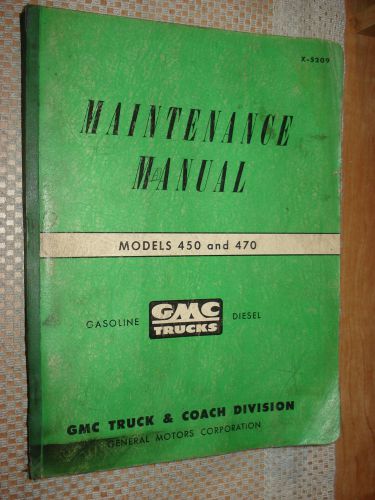 X-5209
MAINTENANCE
MANUAL
MODELS 450 and 470
GASOLINE GMC TRUCKS DIESEL
GMC TRUCK & COACH DIVISION
GENERAL MOTORS CORPORATION